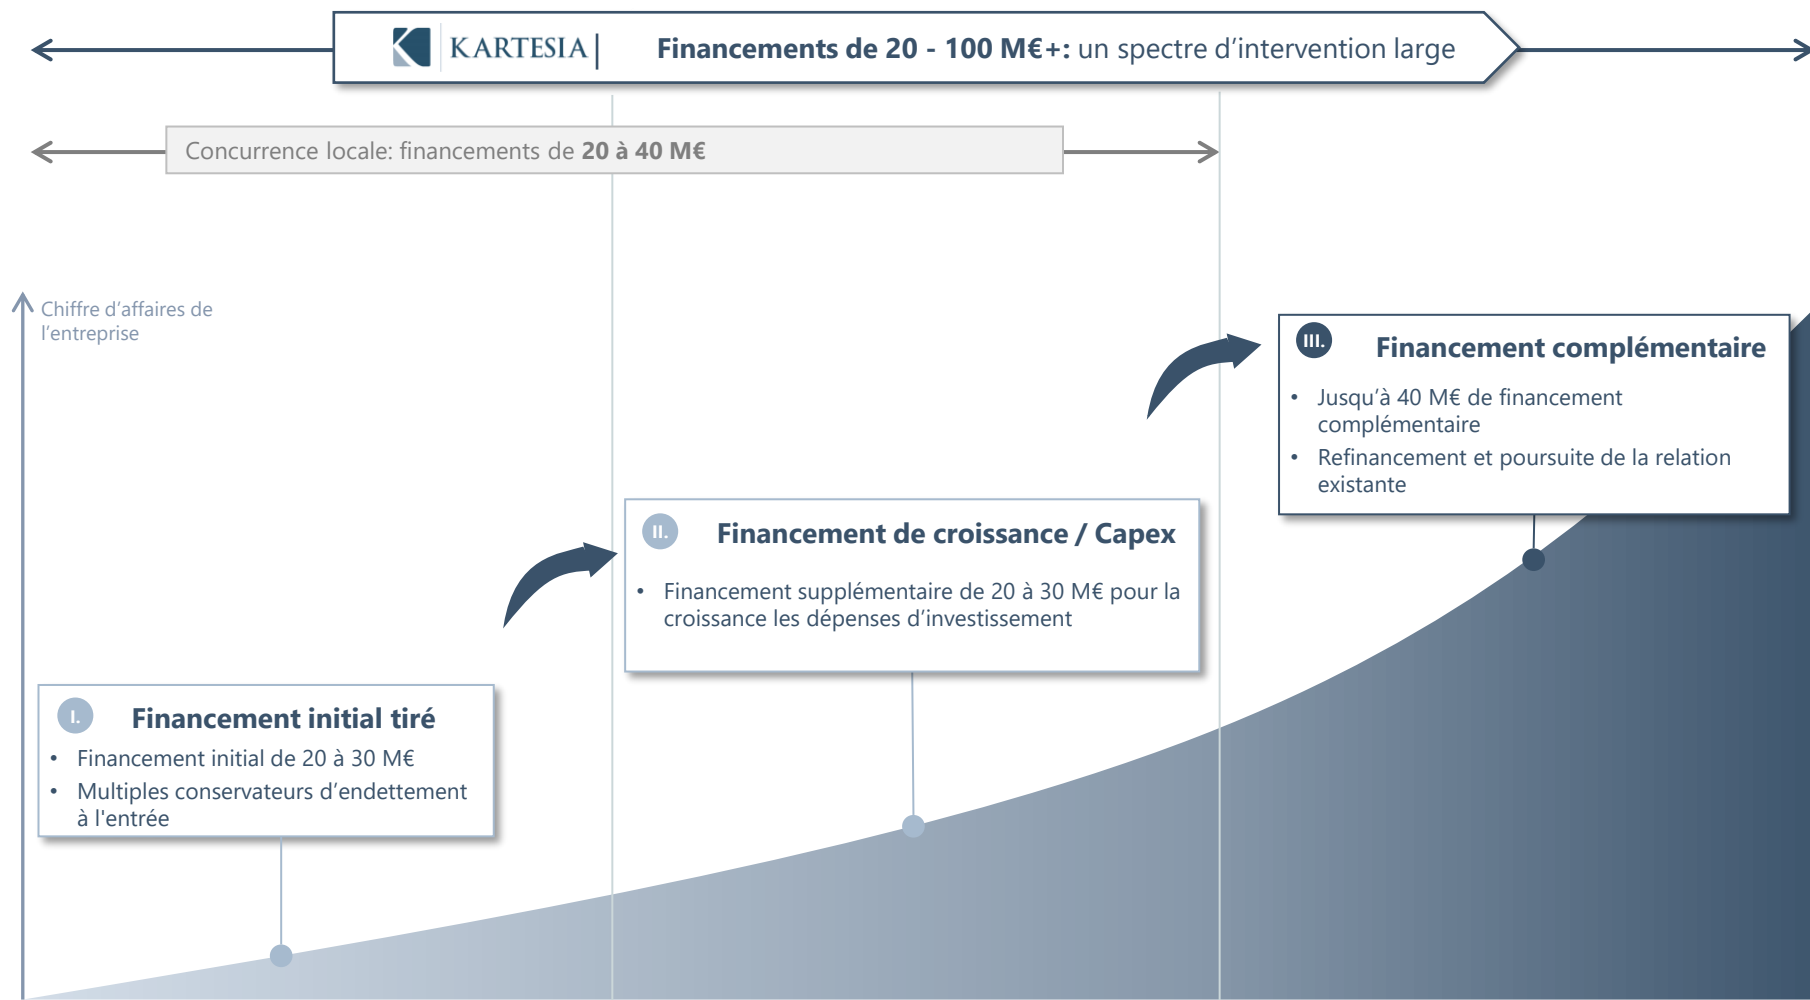 KARTESIA | Financements de 20 - 100 M€+: un spectre d’intervention large
Concurrence locale: financements de 20 à 40 M€
Chiffre d’affaires de
l’entreprise
III. Financement complémentaire
• Jusqu’à 40 M€ de financement
complémentaire
• Refinancement et poursuite de la relation
existante
II. Financement de croissance / Capex
• Financement supplémentaire de 20 à 30 M€ pour la
croissance les dépenses d’investissement
I. Financement initial tiré
• Financement initial de 20 à 30 M€
• Multiples conservateurs d’endettement
à l'entrée